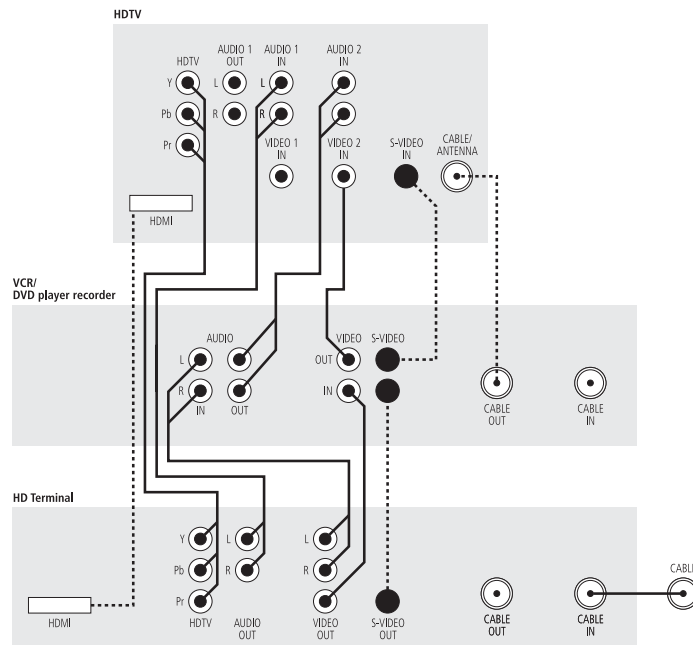 HDTV
AUDIO 1
OUT
AUDIO 1
IN
AUDIO 2
IN
HDTV
Y
L
L
Pb
R
R
Pr
VIDEO 1
IN
VIDEO 2
IN
S-VIDEO
IN
CABLE/
ANTENNA
HDMI
VCR/
DVD player recorder
AUDIO
VIDEO
S-VIDEO
L
OUT
R
IN
IN
OUT
CABLE
OUT
CABLE
IN
HD Terminal
Y
L
L
Pb
R
R
Pr
CABLE
HDMI
HDTV
AUDIO
OUT
VIDEO
OUT
S-VIDEO
OUT
CABLE
OUT
CABLE
IN